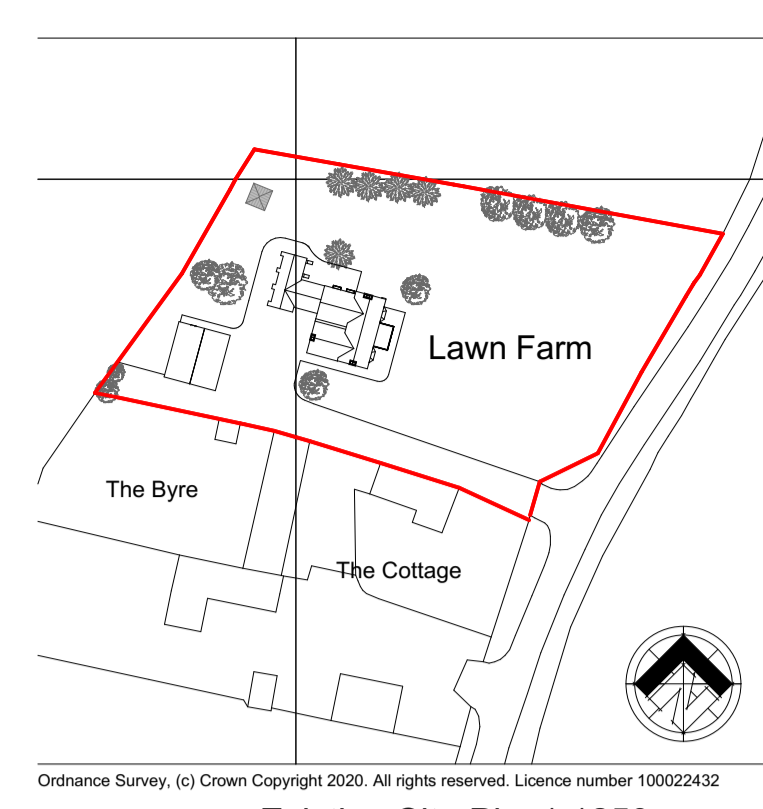 Lawn Farm
The Byre
The Cottage
Ordnance Survey, (c) Crown Copyright 2020. All rights reserved. Licence number 100022432